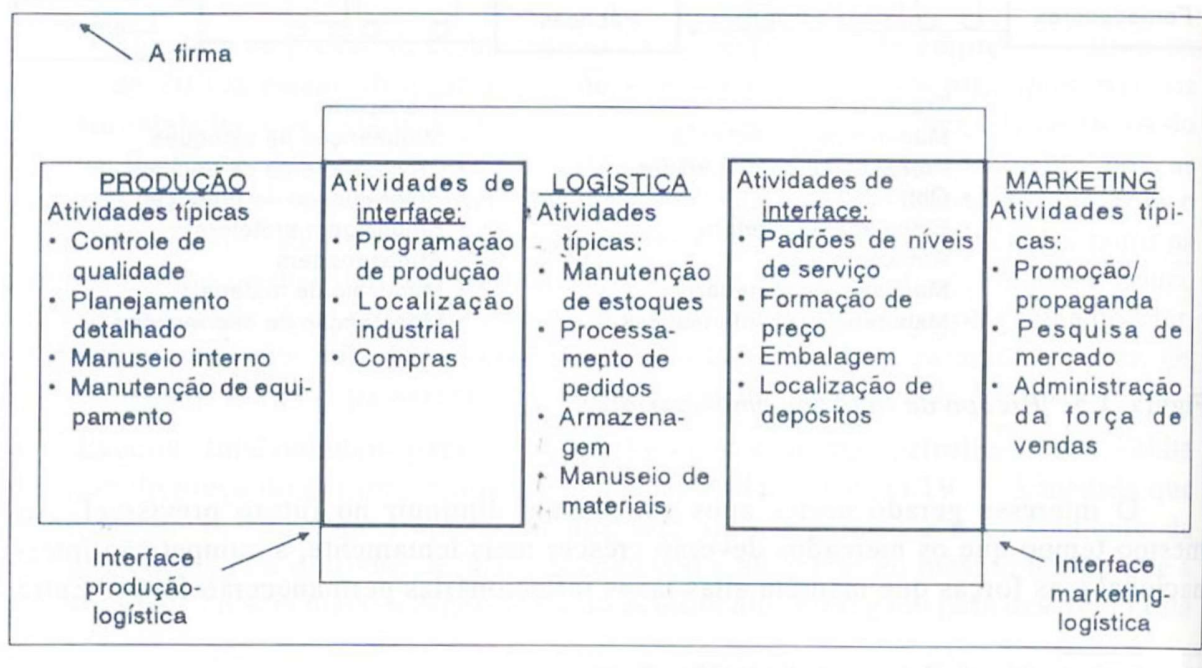 A firma
PRODUÇÃO
Atividades típicas
• Controle de
qualidade
• Planejamento
detalhado
• Manuseio interno
• Manutenção de equi-
pamento
Atividades de
interface:
• Programação
de produção
• Localização
industrial
• Compras
LOGÍSTICA
Atividades
típicas:
• Manutenção
de estoques
• Processa-
mento de
pedidos
• Armazena-
gem
• Manuseio de
materiais
Atividades de
interface:
• Padrões de níveis
de serviço
• Formação de
preço
• Embalagem
• Localização de
depósitos
MARKETING
Atividades típi-
cas:
• Promoção/
propaganda
• Pesquisa de
mercado
• Administração
da força de
vendas
Interface
produção-
logística
Interface
marketing-
logística